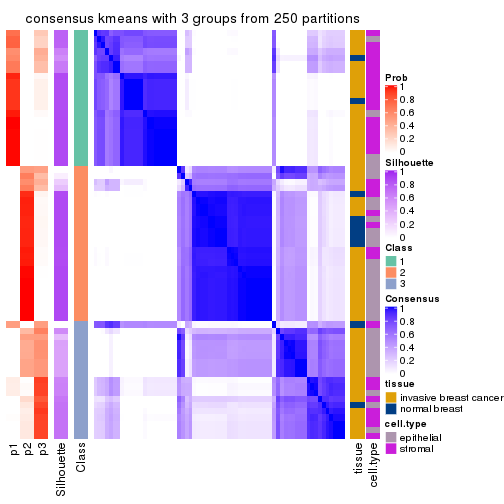 consensus kmeans with 3 groups from 250 partitions
Prob
1
0.8
0.6
0.4
0.2
0
Silhouette
1
0.8
0.6
0.4
0.2
0
Class
1
2
3
Consensus
1
0.8
0.6
0.4
0.2
0
tissue
invasive breast cancer
normal breast
cell.type
epithelial
stromal
p1
p2
p3
Silhouette
Class
tissue
cell.type